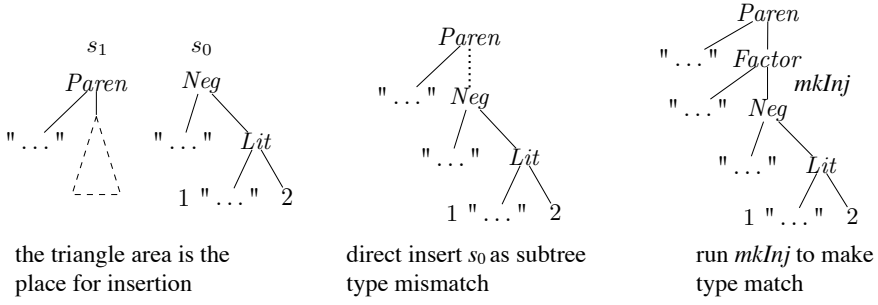 s₁ s₀
Paren Neg
" ... " " ... " Lit
1 " ... " 2
the triangle area is the
place for insertion
Paren
" ... " Neg
" ... " Lit
1 " ... " 2
direct insert s₀ as subtree
type mismatch
Paren
" ... " Factor
mkInj
" ... " Neg
" ... " Lit
1 " ... " 2
run mkInj to make
type match